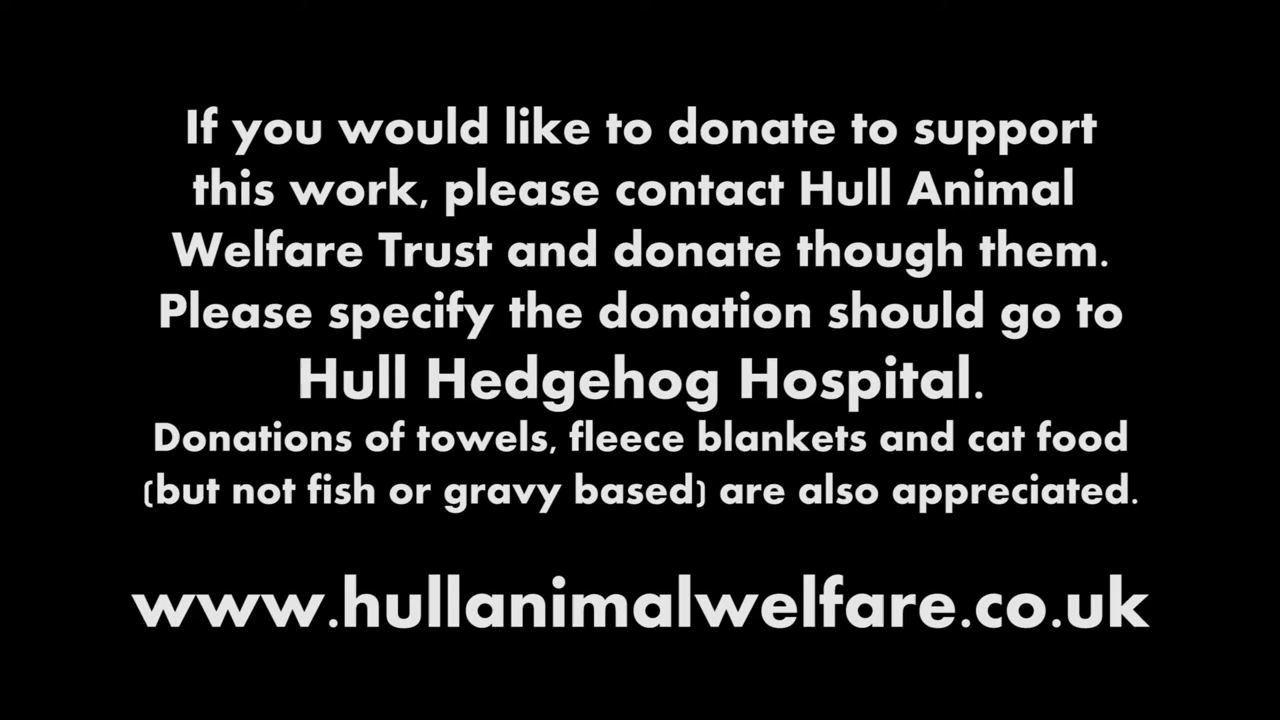 If you would like to donate to support
this work, please contact Hull Animal
Welfare Trust and donate though them.
Please specify the donation should go to
Hull Hedgehog Hospital.
Donations of towels, fleece blankets and cat food
(but not fish or gravy based) are also appreciated.
www.hullanimalwelfare.co.uk